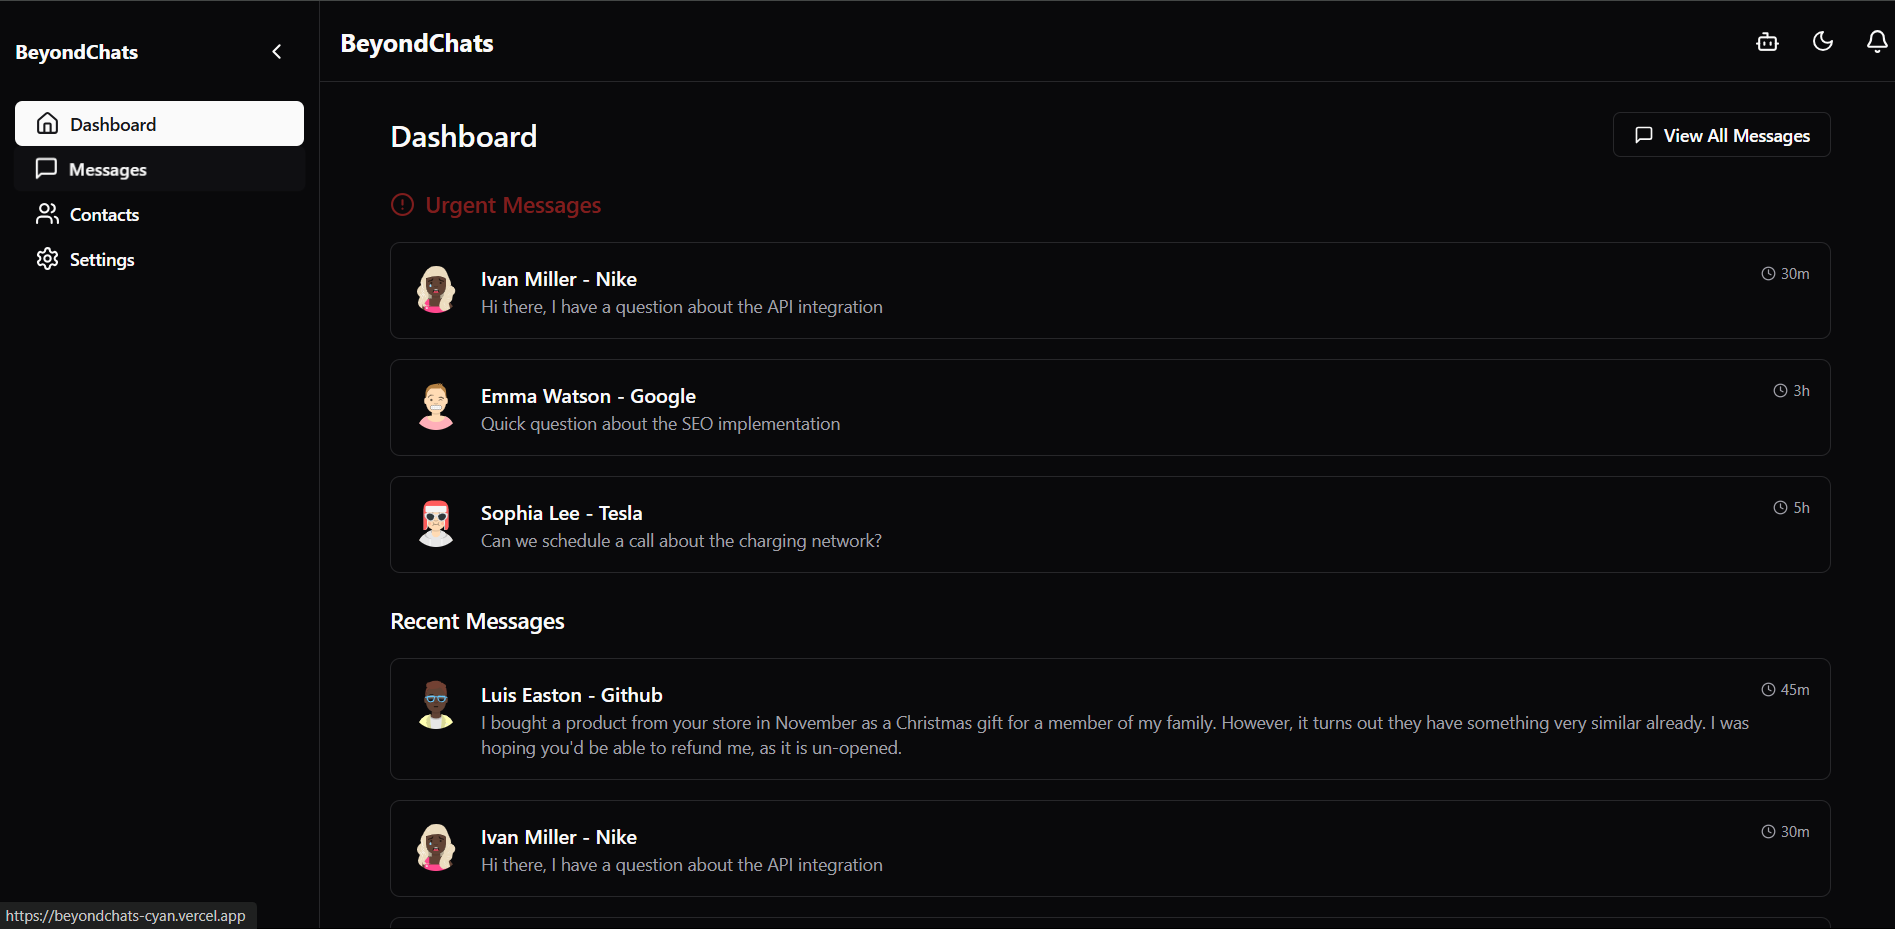 BeyondChats
BeyondChats
Dashboard
Messages
Contacts
Settings
Dashboard
View All Messages
Urgent Messages
Ivan Miller - Nike
30m
Hi there, I have a question about the API integration
Emma Watson - Google
3h
Quick question about the SEO implementation
Sophia Lee - Tesla
5h
Can we schedule a call about the charging network?
Recent Messages
Luis Easton - Github
45m
I bought a product from your store in November as a Christmas gift for a member of my family. However, it turns out they have something very similar already. I was
hoping you'd be able to refund me, as it is un-opened.
Ivan Miller - Nike
30m
Hi there, I have a question about the API integration
https://beyondchats-cyan.vercel.app